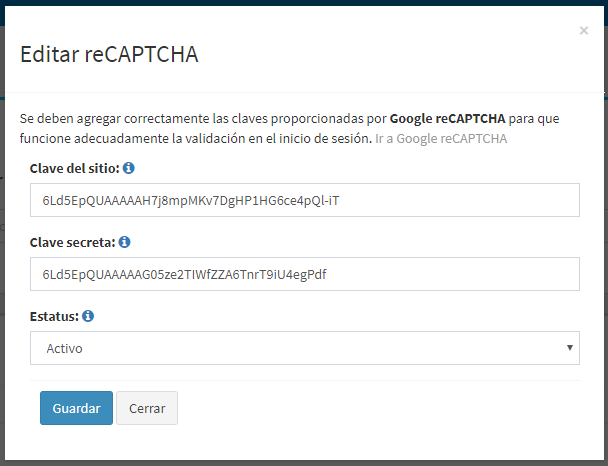 ×
Editar reCAPTCHA
Se deben agregar correctamente las claves proporcionadas por Google reCAPTCHA para que
funcione adecuadamente la validación en el inicio de sesión. Ir a Google reCAPTCHA
Clave del sitio:
6Ld5EpQUAAAAAH7j8mpMKv7DgHP1HG6ce4pQl-iT
Clave secreta:
6Ld5EpQUAAAAAG05ze2TIWfZZA6TnrT9iU4egPdf
Estatus:
Activo
Guardar Cerrar